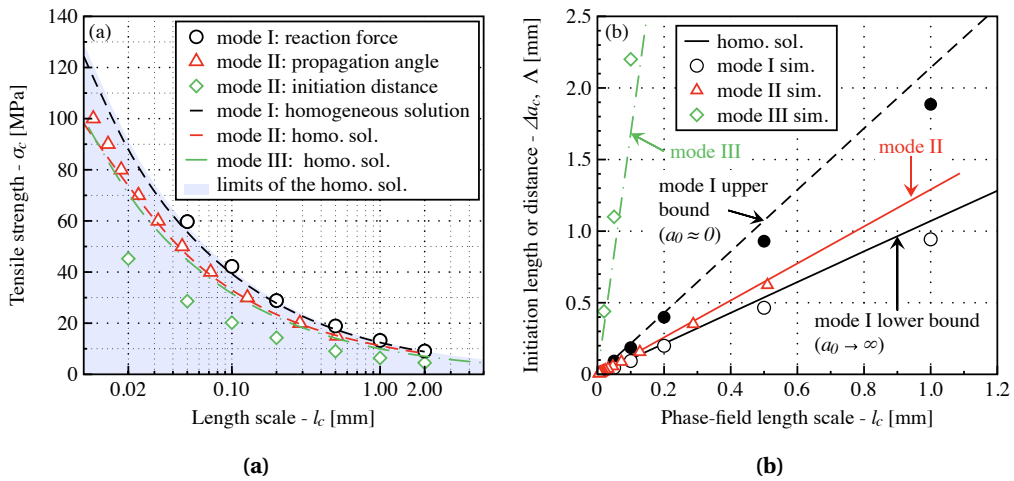 (a)
mode I: reaction force
mode II: propagation angle
mode II: initiation distance
mode I: homogeneous solution
mode II: homo. sol.
mode III: homo. sol.
limits of the homo. sol.
Tensile strength - σc [MPa]
140
120
100
80
60
40
20
0
0.02
0.10
0.20
1.00
2.00
Length scale - lc [mm]
(a)
(b)
homo. sol.
mode I sim.
mode II sim.
mode III sim.
mode III
mode II
mode I upper
bound
(a0 ≈ 0)
mode I lower bound
(a0 → ∞)
Initiation length or distance - Δac, Λ [mm]
2.5
2.0
1.5
1.0
0.5
0
0
0.2
0.4
0.6
0.8
1.0
1.2
Phase-field length scale - lc [mm]
(b)